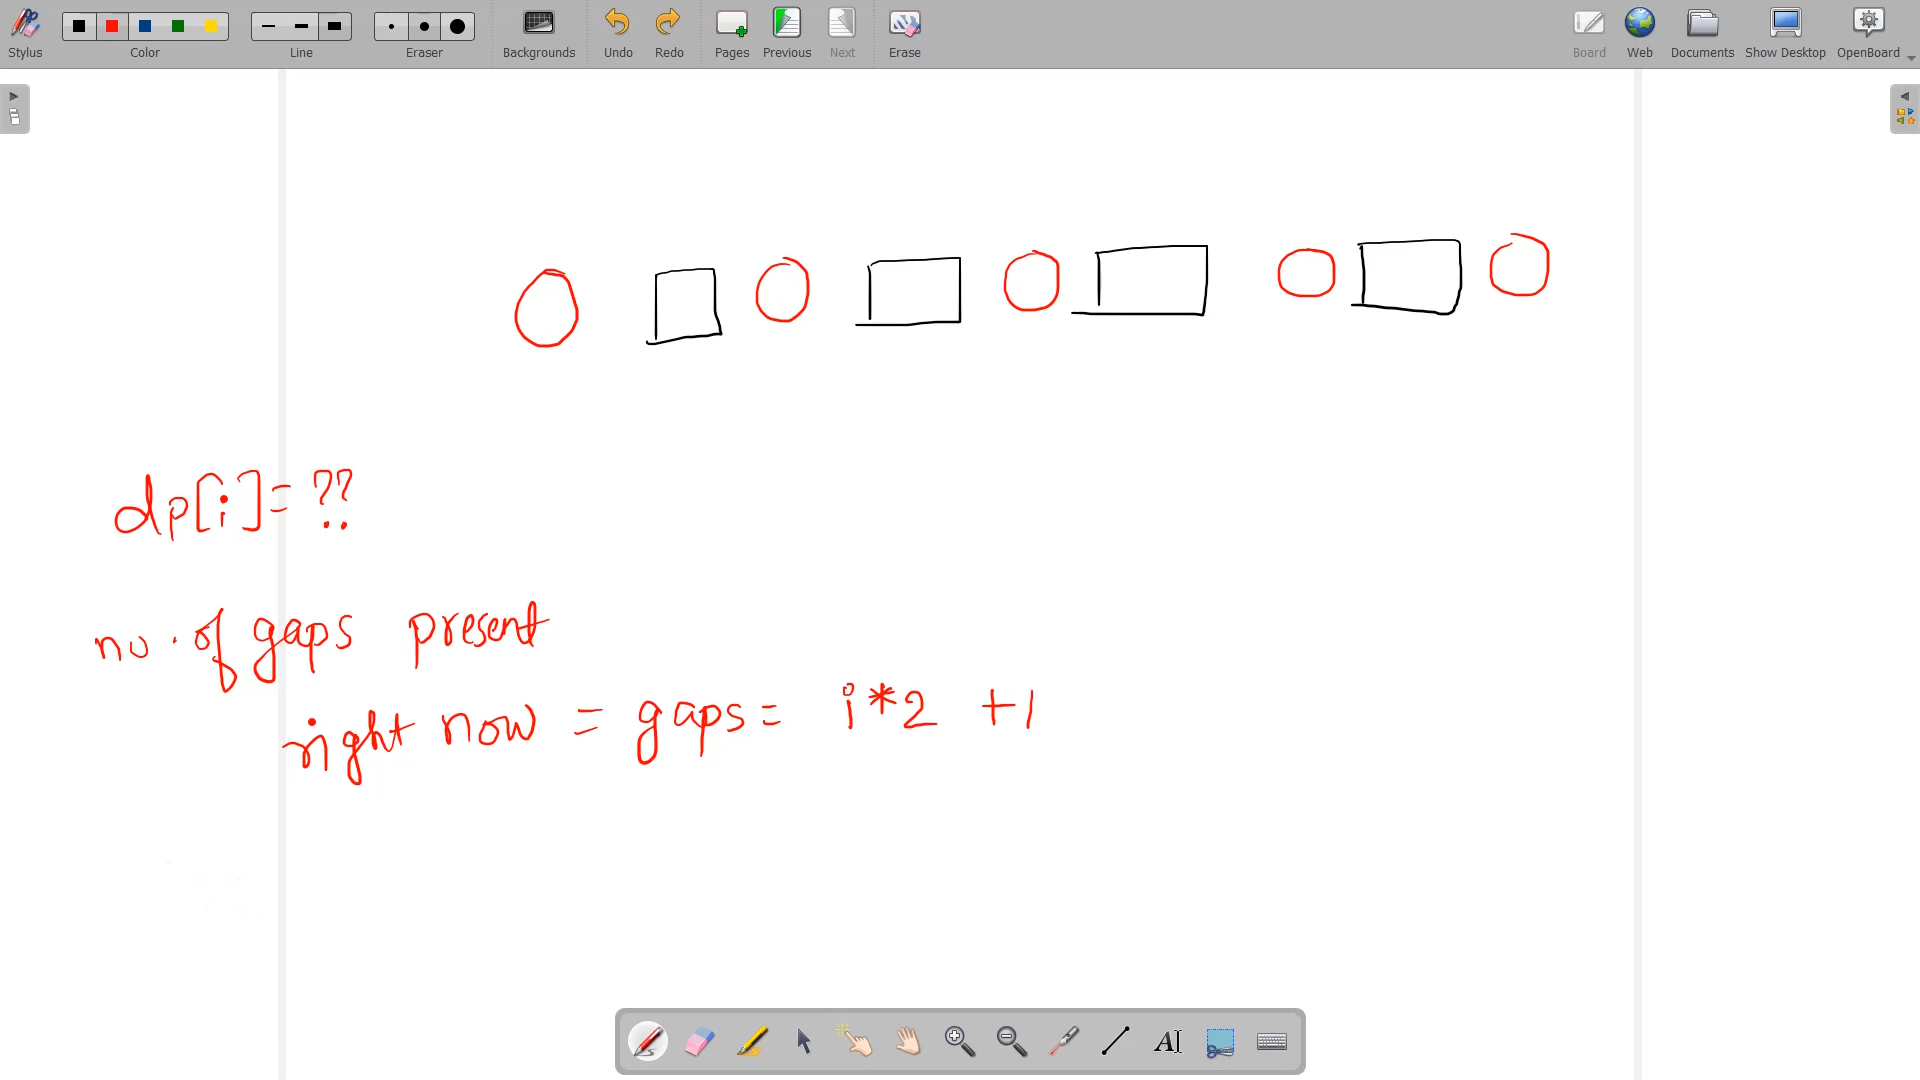 Stylus Color Line Eraser Backgrounds Undo Redo Pages Previous Next Erase Board Web Documents Show Desktop OpenBoard
dp[i]= ??
no. of gaps present
right now = gaps = i*2 +1